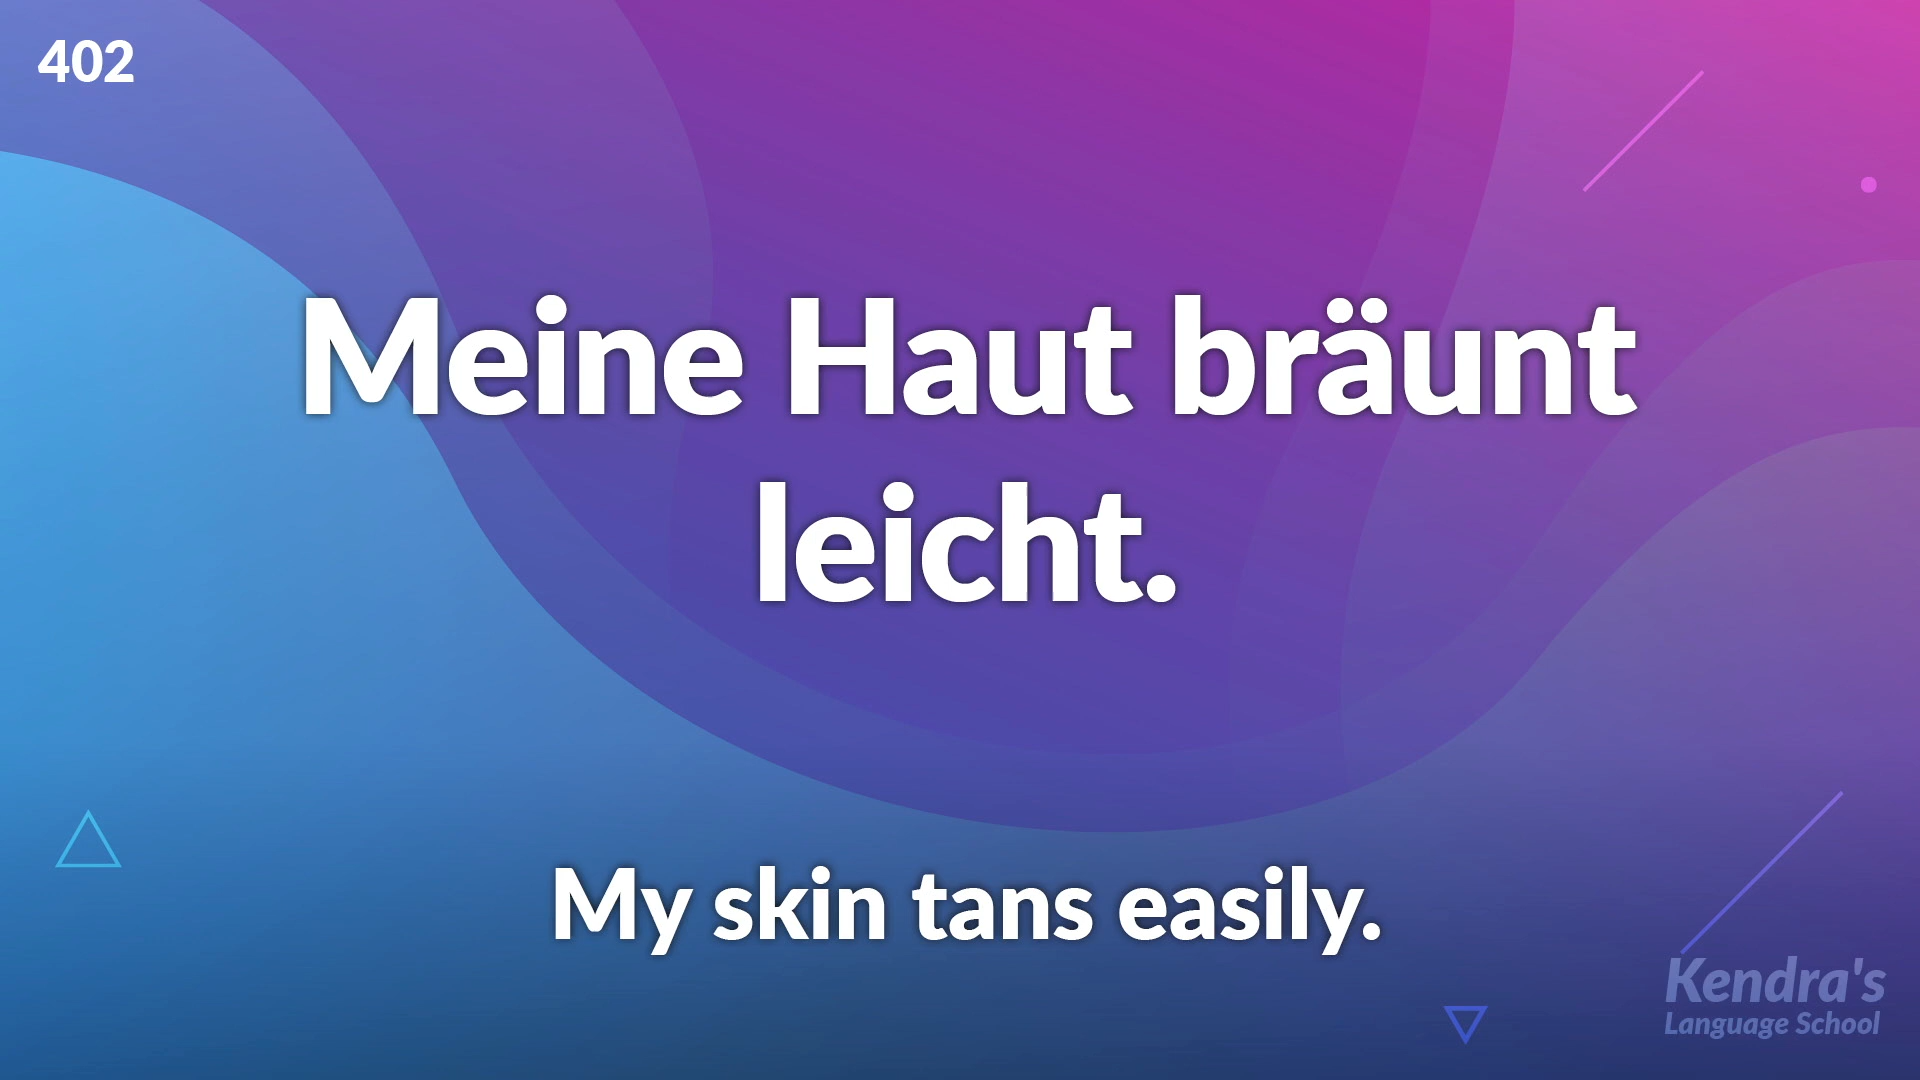 402
Meine Haut bräunt
leicht.
My skin tans easily.
Kendra's
Language School